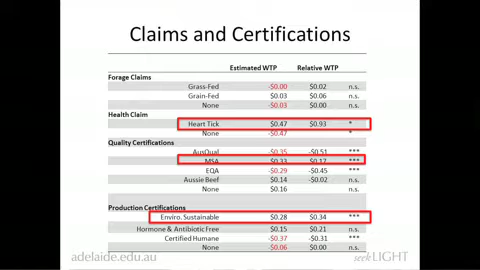 Claims and Certifications
Estimated WTP Relative WTP
Forage Claims
Grass-Fed -$0.00 $0.02 n.s.
Grain-Fed $0.03 $0.06 n.s.
None -$0.03 $0.00 n.s.
Health Claim
Heart Tick $0.47 $0.93 *
None -$0.47 *
Quality Certifications
AusQual -$0.35 -$0.51 ***
MSA $0.33 $0.17 ***
EQA -$0.29 -$0.45 ***
Aussie Beef $0.14 -$0.02 n.s.
None $0.16 n.s.
Production Certifications
Enviro. Sustainable $0.28 $0.34 ***
Hormone & Antibiotic Free $0.15 $0.21 n.s.
Certified Humane -$0.37 -$0.31 ***
None -$0.06 $0.00 n.s.
adelaide.edu.au seek LIGHT